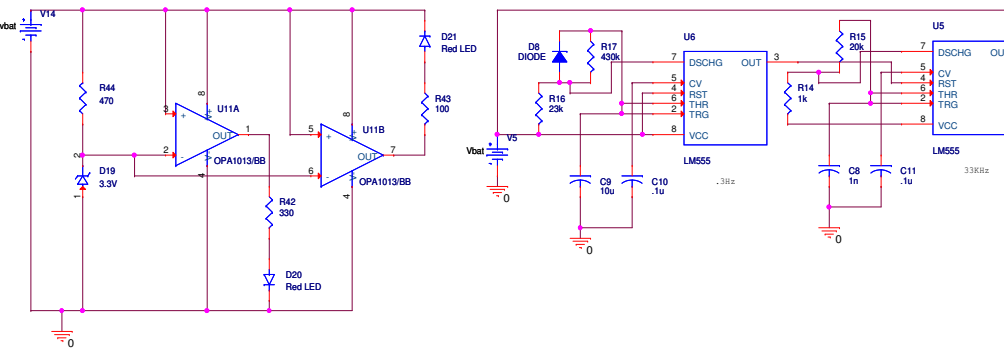 V14
Vbat
R44
470
2
D19
3.3V
1
3
2
+
-
8
V+
U11A
OUT
1
V-
4
OPA1013/BB
R42
330
D20
Red LED
5
6
+
-
8
V+
U11B
OUT
7
V-
4
OPA1013/BB
D21
Red LED
R43
100
0
D8
DIODE
R17
430k
R16
23k
V5
Vbat
0
U6
7
DSCHG
OUT
3
5
CV
4
RST
6
THR
2
TRG
8
VCC
LM555
.3Hz
C9
10u
C10
.1u
0
R15
20k
R14
1k
U5
7
DSCHG
OU
5
CV
4
RST
6
THR
2
TRG
8
VCC
LM555
33KHz
C8
1n
C11
.1u
0